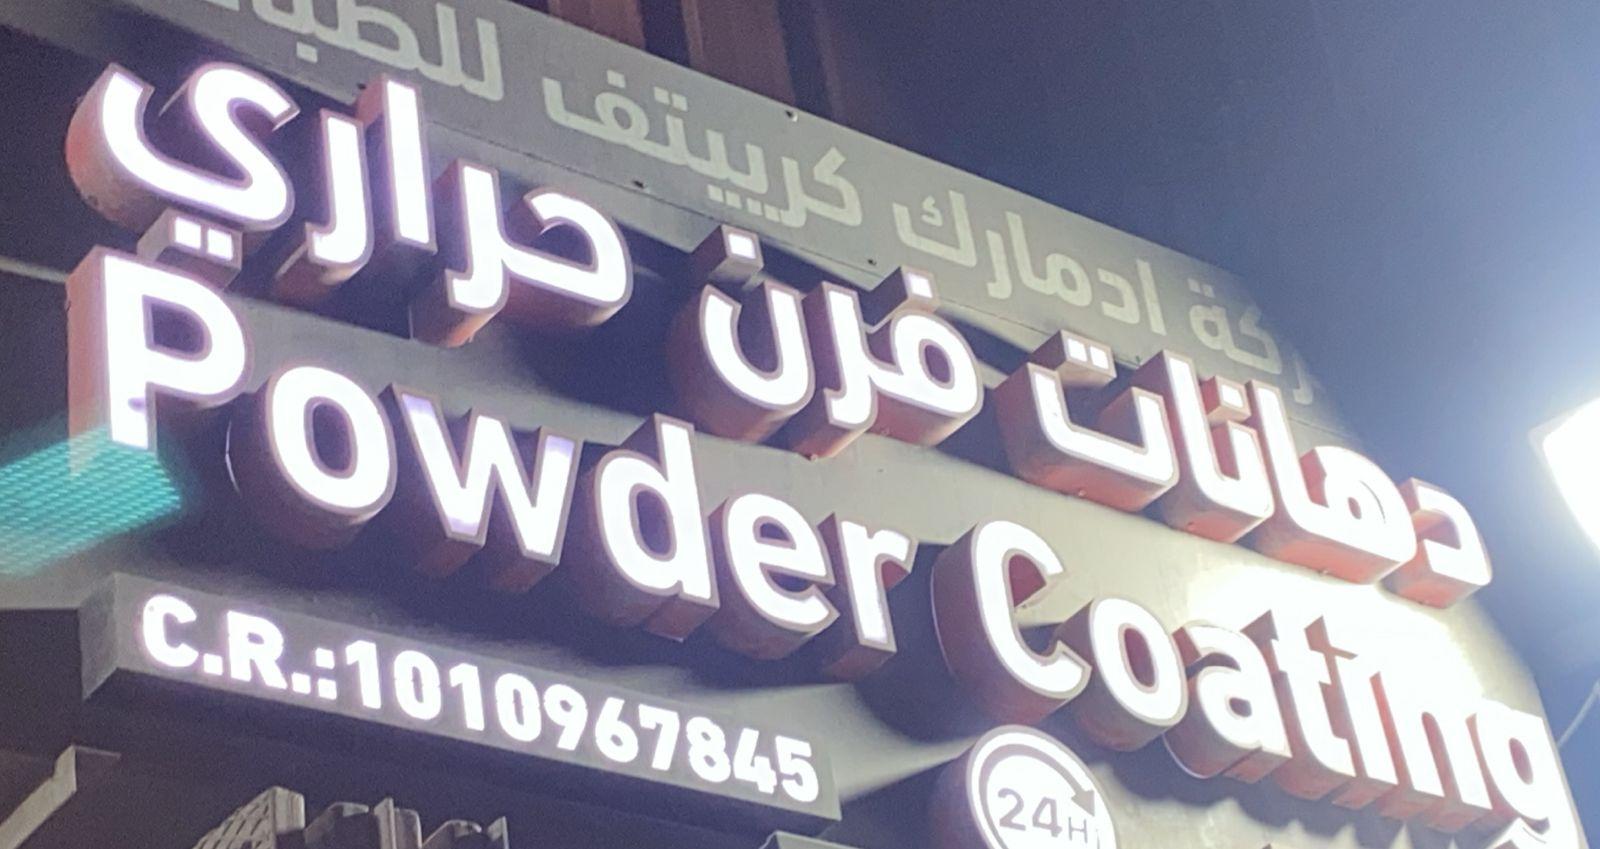 ادمارك كرييتف
دهانات فرن حراري
Powder Coating
C.R.:1010967845
24H